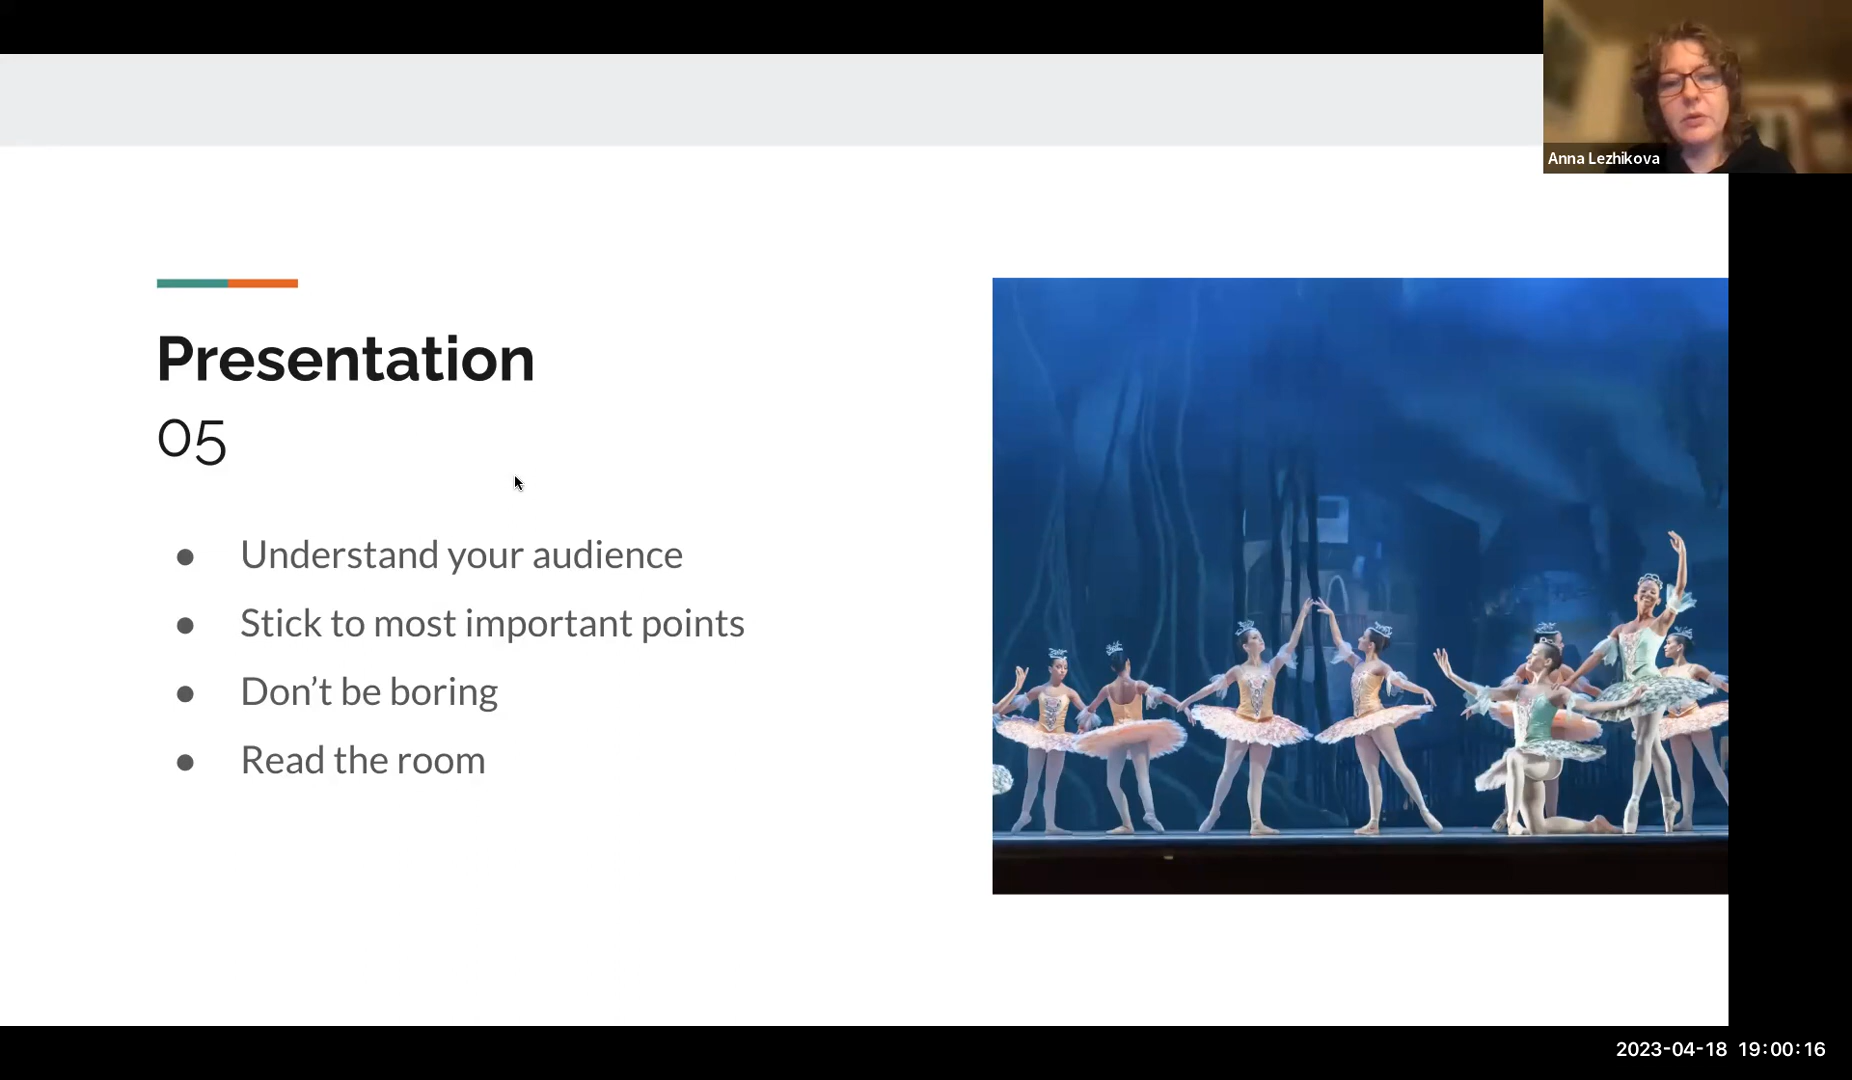 Anna Lezhikova
Presentation
05
● Understand your audience
● Stick to most important points
● Don’t be boring
● Read the room
2023-04-18 19:00:16